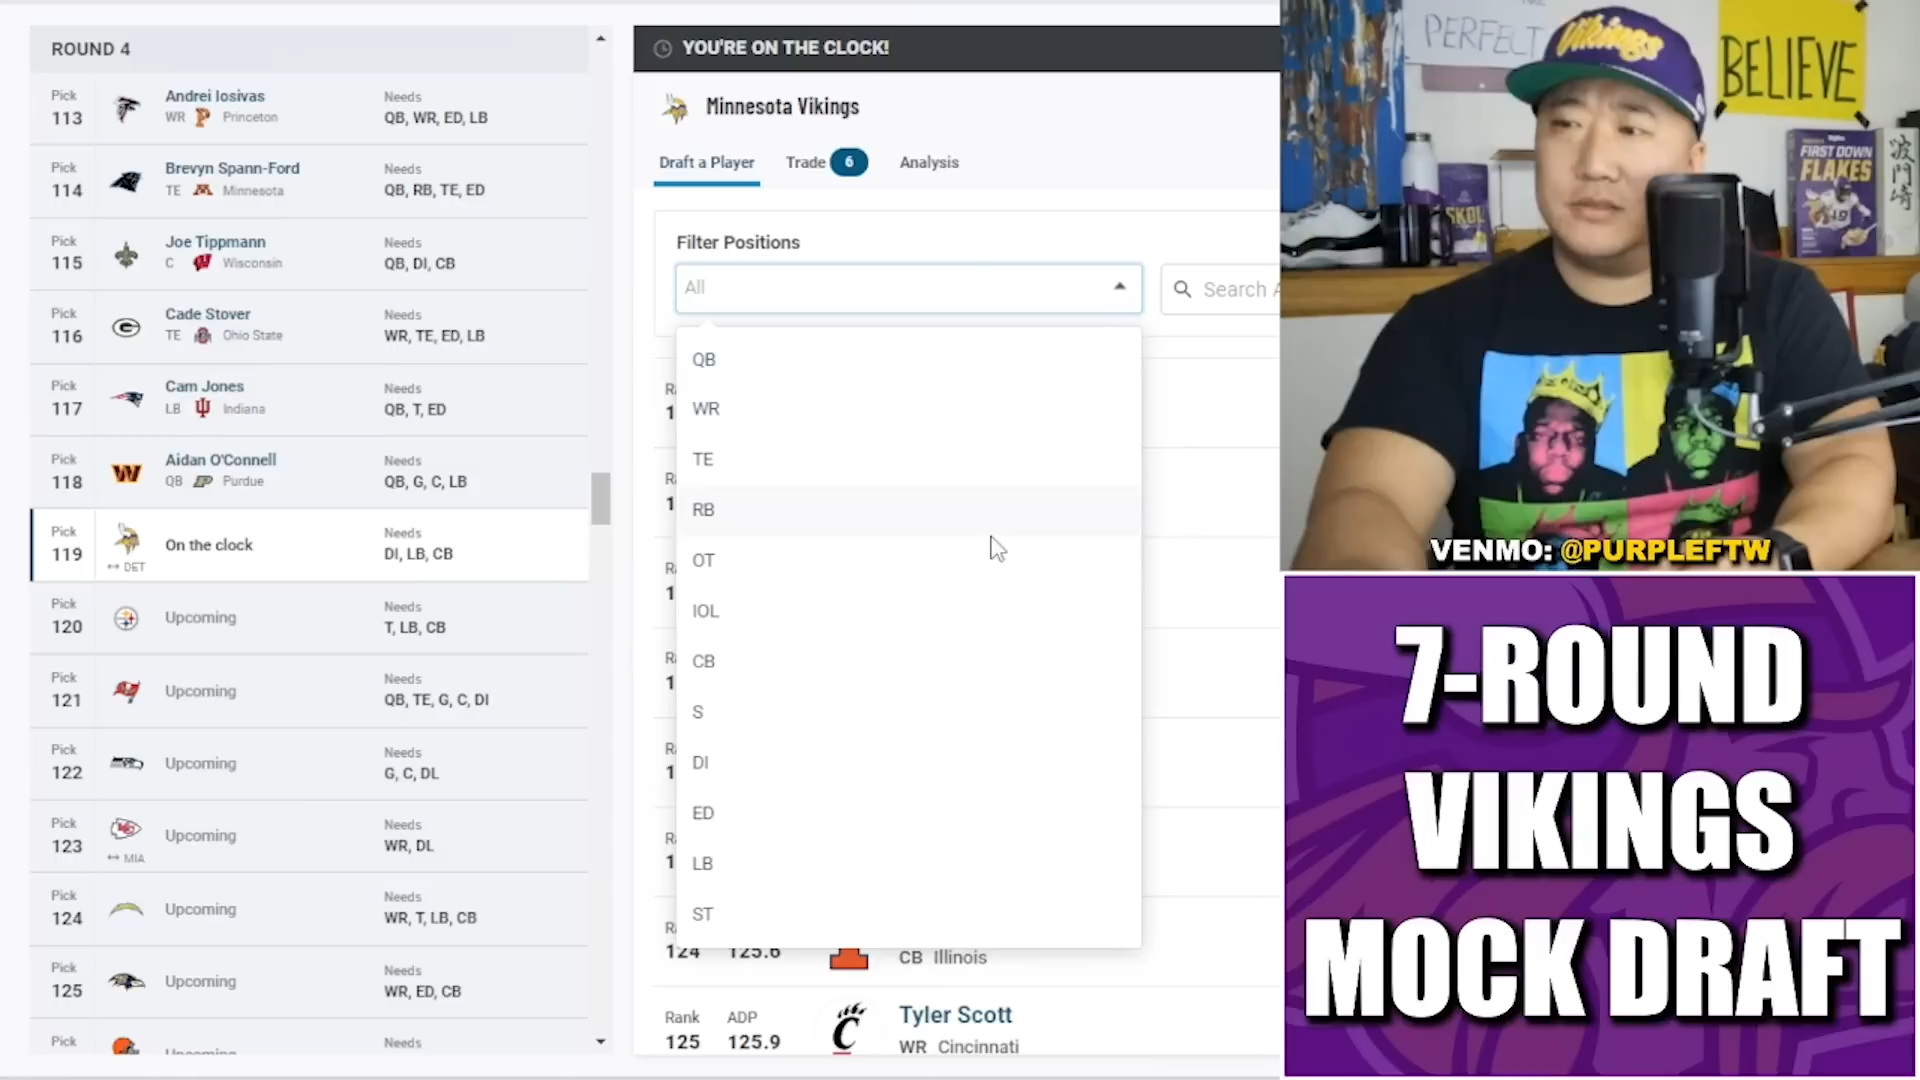 ROUND 4
Pick
113
Andrei Iosivas
WR Princeton
Needs
QB, WR, ED, LB
Pick
114
Brevyn Spann-Ford
TE Minnesota
Needs
QB, RB, TE, ED
Pick
115
Joe Tippmann
C Wisconsin
Needs
QB, DI, CB
Pick
116
Cade Stover
TE Ohio State
Needs
WR, TE, ED, LB
Pick
117
Cam Jones
LB Indiana
Needs
QB, T, ED
Pick
118
Aidan O'Connell
QB Purdue
Needs
QB, G, C, LB
Pick
119
↔ DET
On the clock
Needs
DI, LB, CB
Pick
120
Upcoming
Needs
T, LB, CB
Pick
121
Upcoming
Needs
QB, TE, G, C, DI
Pick
122
Upcoming
Needs
G, C, DL
Pick
123
↔ MIA
Upcoming
Needs
WR, DL
Pick
124
Upcoming
Needs
WR, T, LB, CB
Pick
125
Upcoming
Needs
WR, ED, CB
Pick
Upcoming
Needs
YOU'RE ON THE CLOCK!
Minnesota Vikings
Draft a Player
Trade 6
Analysis
Filter Positions
All
Search
QB
WR
TE
RB
OT
IOL
CB
S
DI
ED
LB
ST
124 125.6
CB Illinois
Rank ADP
125 125.9
Tyler Scott
WR Cincinnati
PERFECT
Vikings
BELIEVE
SKOL
FIRST DOWN
FLAKES
VENMO: @PURPLEFTW
7-ROUND
VIKINGS
MOCK DRAFT